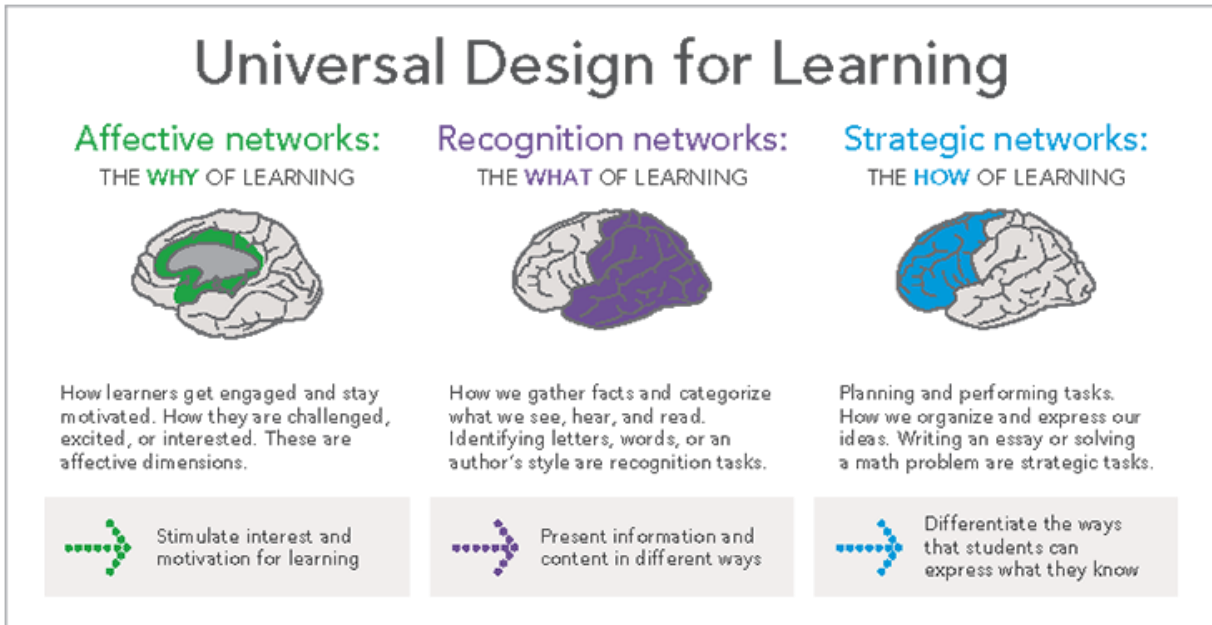 Universal Design for Learning
Affective networks:
THE WHY OF LEARNING
How learners get engaged and stay
motivated. How they are challenged,
excited, or interested. These are
affective dimensions.
Stimulate interest and
motivation for learning
Recognition networks:
THE WHAT OF LEARNING
How we gather facts and categorize
what we see, hear, and read.
Identifying letters, words, or an
author's style are recognition tasks.
Present information and
content in different ways
Strategic networks:
THE HOW OF LEARNING
Planning and performing tasks.
How we organize and express our
ideas. Writing an essay or solving
a math problem are strategic tasks.
Differentiate the ways
that students can
express what they know